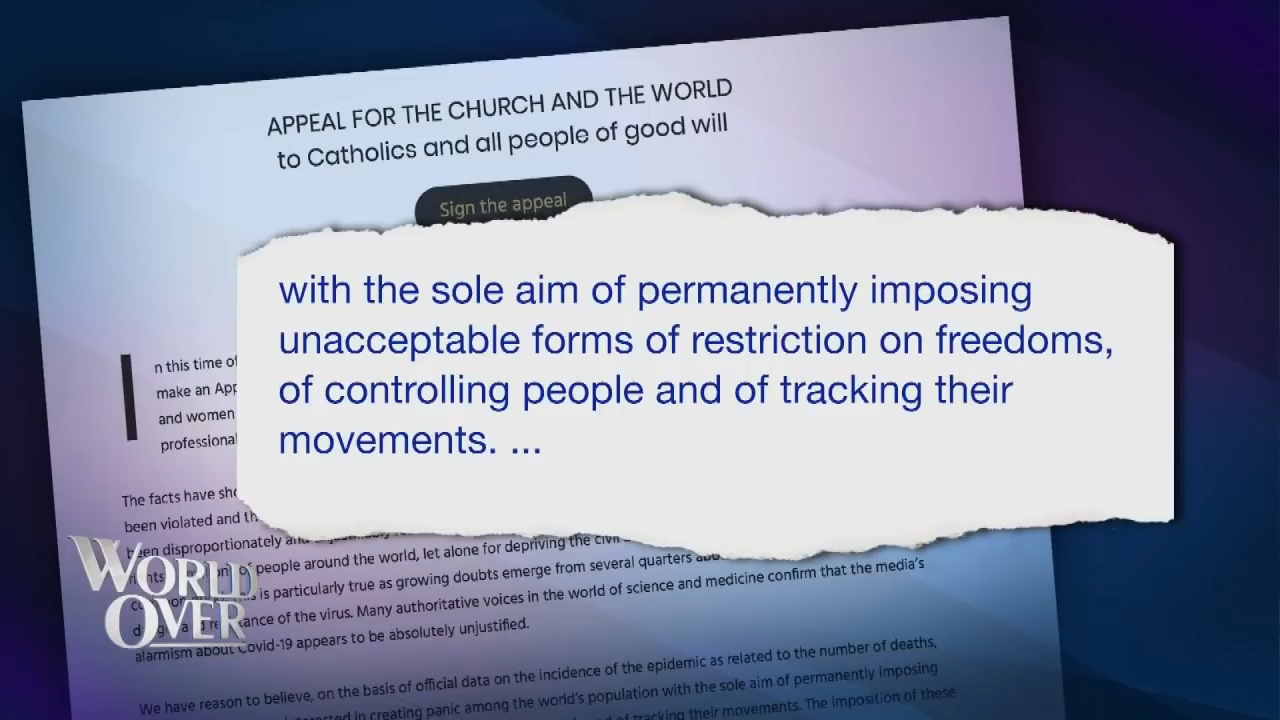 APPEAL FOR THE CHURCH AND THE WORLD
to Catholics and all people of good will
Sign the appeal
with the sole aim of permanently imposing
unacceptable forms of restriction on freedoms,
of controlling people and of tracking their
movements. ...
n this time of
make an App
and women
professional
The facts have sho
been violated and th
been disproportionately and
people around the world, let alone for depriving the civil
is particularly true as growing doubts emerge from several quarters abou
of the virus. Many authoritative voices in the world of science and medicine confirm that the media's
alarmism about Covid-19 appears to be absolutely unjustified.
We have reason to believe, on the basis of official data on the incidence of the epidemic as related to the number of deaths,
interested in creating panic among the world's population with the sole aim of permanently imposing
of tracking their movements. The imposition of these
WORLD
OVER